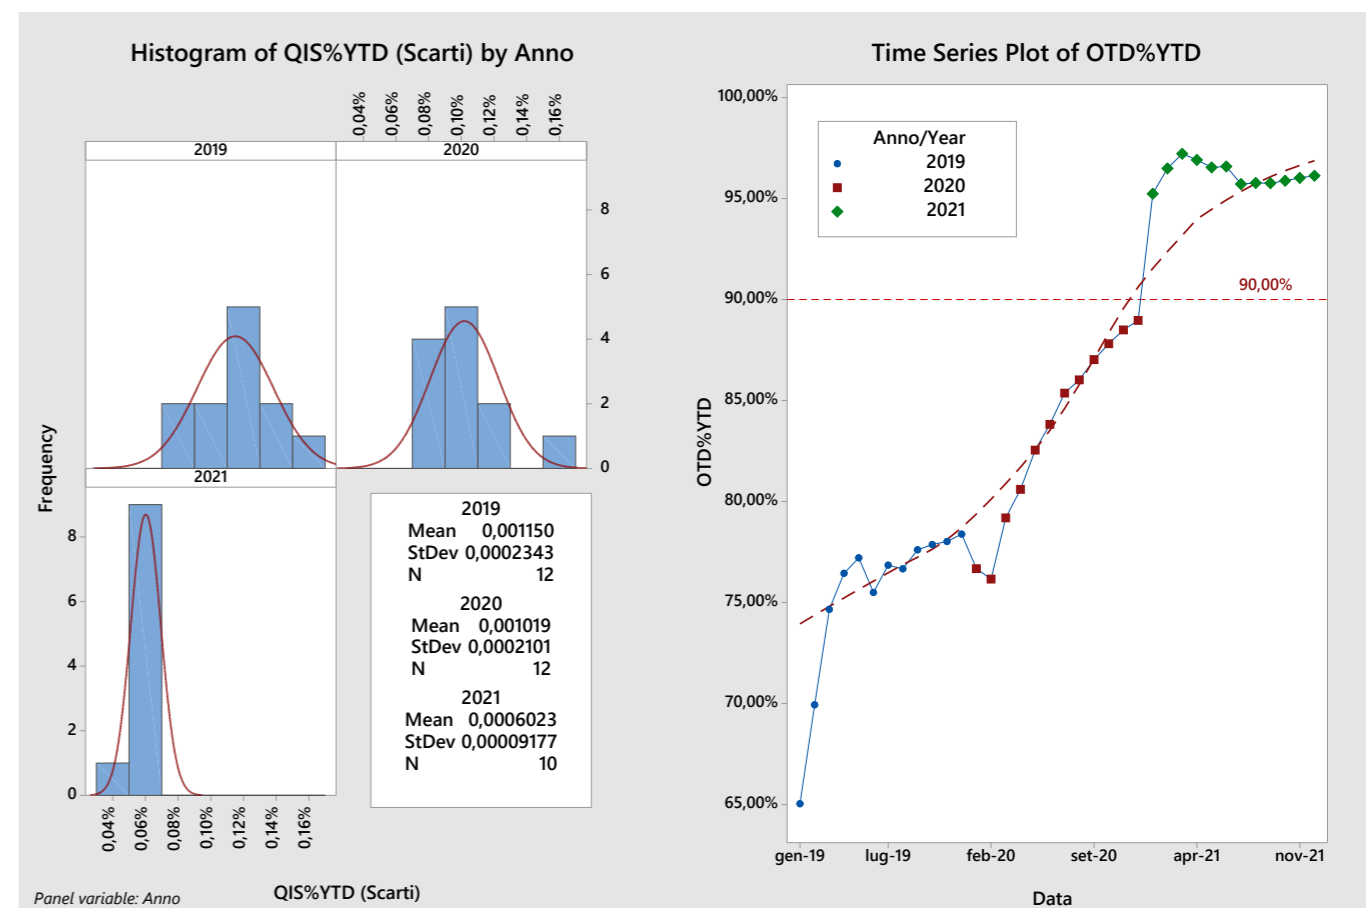 Histogram of QIS%YTD (Scarti) by Anno
0,04%
0,06%
0,08%
0,10%
0,12%
0,14%
0,16%
2019
2020
8
6
4
2
0
Frequency
2021
8
6
4
2
0
0,04%
0,06%
0,08%
0,10%
0,12%
0,14%
0,16%
2019
Mean 0,001150
StDev 0,0002343
N 12
2020
Mean 0,001019
StDev 0,0002101
N 12
2021
Mean 0,0006023
StDev 0,00009177
N 10
QIS%YTD (Scarti)
Panel variable: Anno
Time Series Plot of OTD%YTD
100,00%
95,00%
90,00%
85,00%
80,00%
75,00%
70,00%
65,00%
OTD%YTD
Anno/Year
2019
2020
2021
90,00%
gen-19
lug-19
feb-20
set-20
apr-21
nov-21
Data